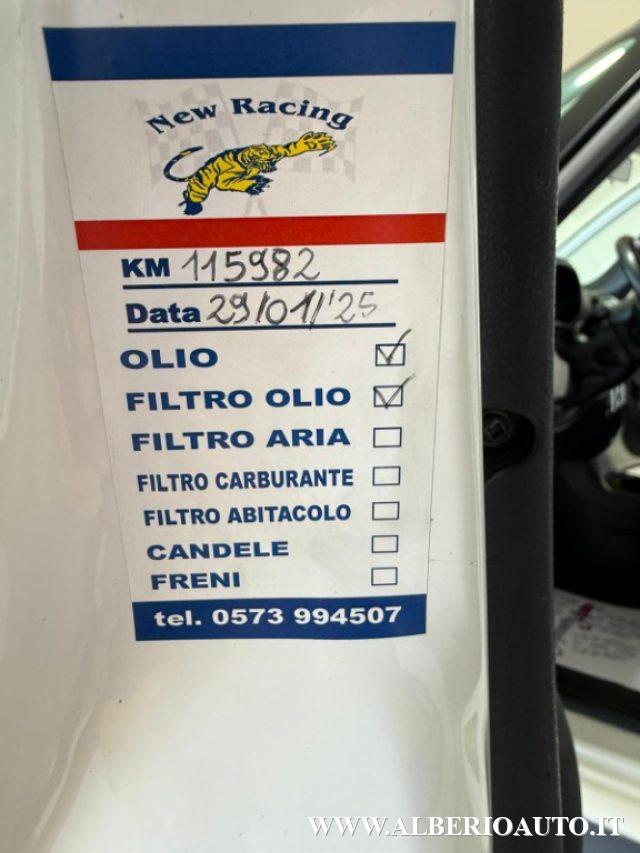 New Racing
KM 115982
Data 29/01/'25
OLIO
FILTRO OLIO
FILTRO ARIA
FILTRO CARBURANTE
FILTRO ABITACOLO
CANDELE
FRENI
tel. 0573 994507
WWW.ALBERIOAUTO.IT